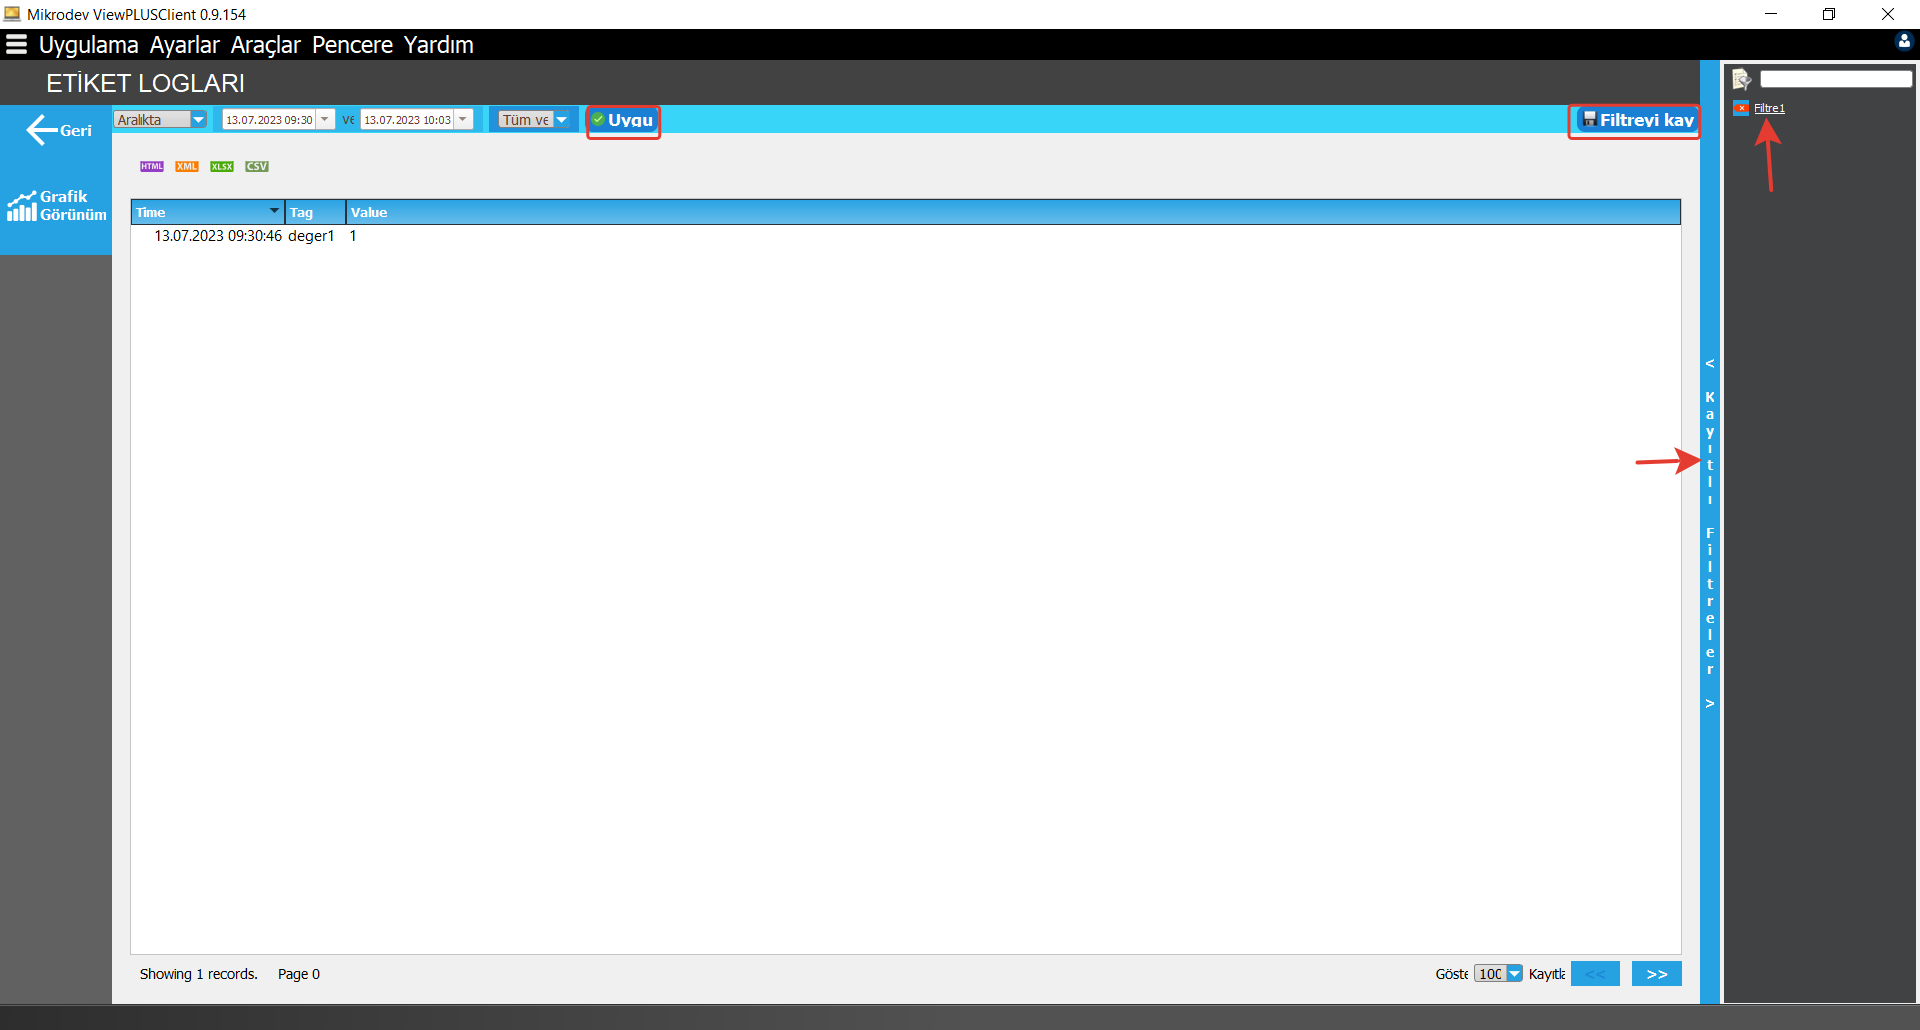 Mikrodev ViewPLUSClient 0.9.154
Uygulama Ayarlar Araçlar Pencere Yardım
ETİKET LOGLARI
Geri
Aralıkta 13.07.2023 09:30 ve 13.07.2023 10:03 Tüm ve Uygu Filtreyi kay
Filtre1
HTML XML XLSX CSV
Grafik
Görünüm
Time Tag Value
13.07.2023 09:30:46 deger1 1
< Kayıtlı Filtreler >
Showing 1 records. Page 0
Göste 100 Kayıtla << >>